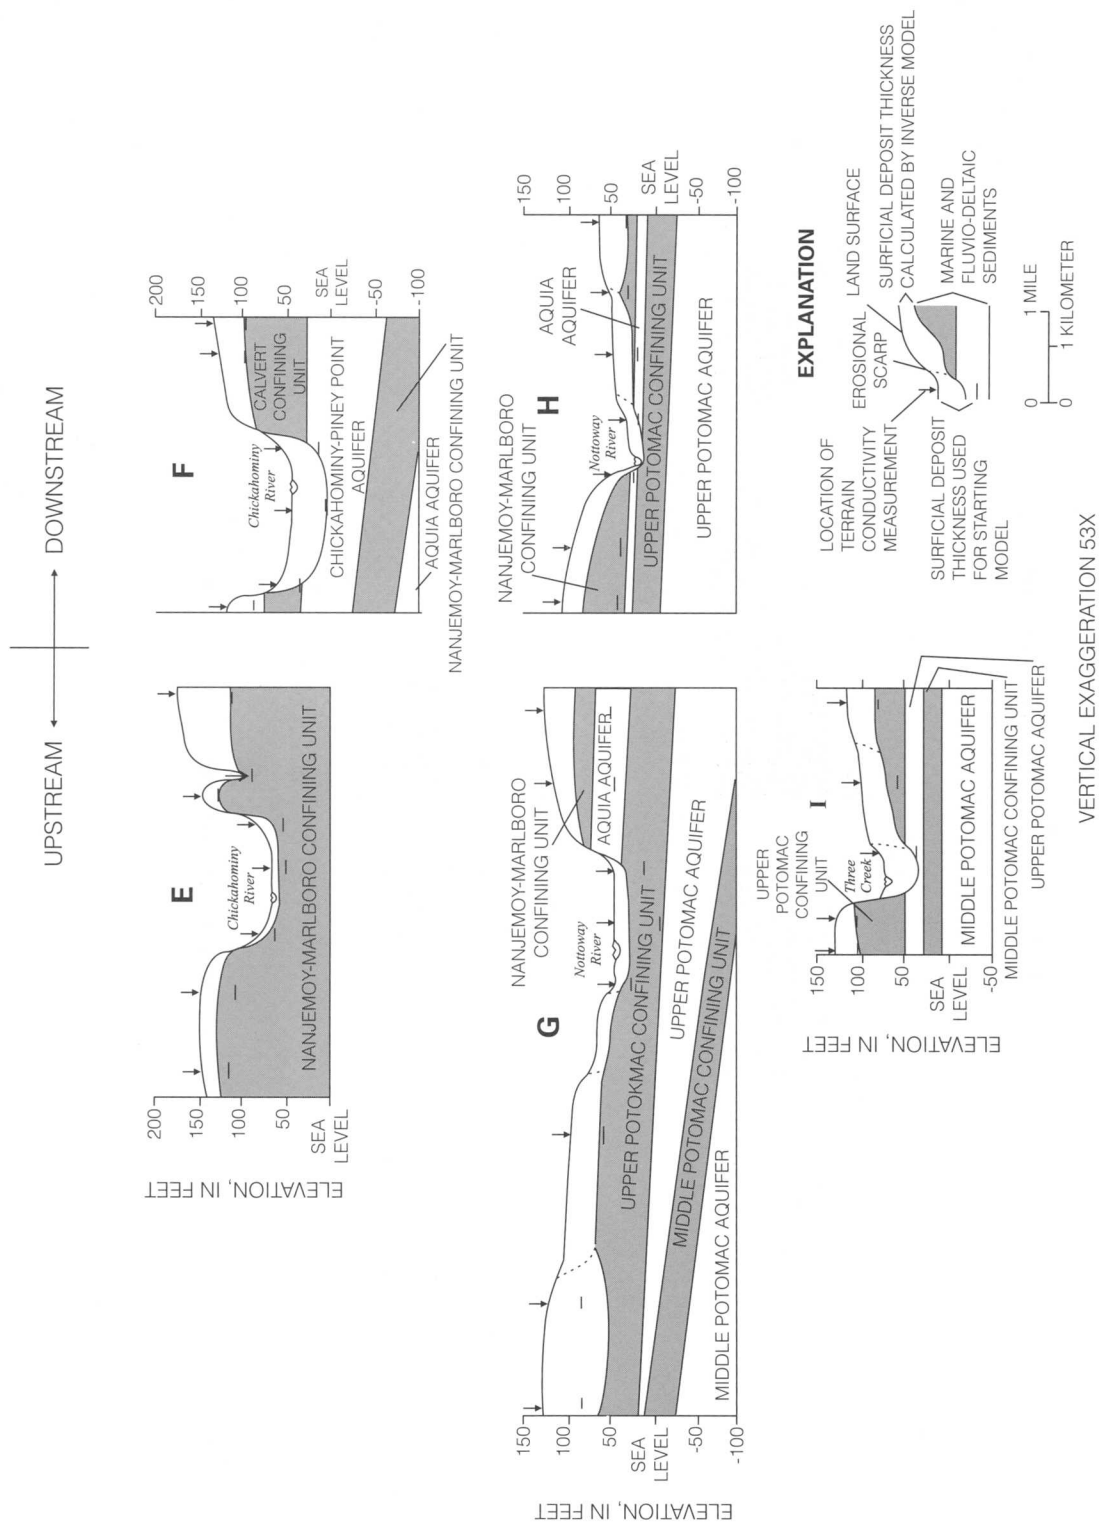 UPSTREAM
DOWNSTREAM
E
200
150
100
50
SEA
LEVEL
ELEVATION, IN FEET
Chickahominy
River
NANJEMOY-MARLBORO CONFINING UNIT
F
Chickahominy
River
CALVERT
CONFINING
UNIT
CHICKAHOMINY-PINEY POINT
AQUIFER
AQUIA AQUIFER
NANJEMOY-MARLBORO CONFINING UNIT
200
150
100
50
SEA
LEVEL
-50
-100
G
150
100
50
SEA
LEVEL
-50
-100
ELEVATION, IN FEET
Nottoway
River
NANJEMOY-MARLBORO
CONFINING UNIT
AQUIA AQUIFER
UPPER POTOKMAC CONFINING UNIT
UPPER POTOMAC AQUIFER
MIDDLE POTOMAC CONFINING UNIT
MIDDLE POTOMAC AQUIFER
H
NANJEMOY-MARLBORO
CONFINING UNIT
Nottoway
River
AQUIA
AQUIFER
UPPER POTOMAC CONFINING UNIT
UPPER POTOMAC AQUIFER
150
100
50
SEA
LEVEL
-100
I
150
100
50
SEA
LEVEL
-50
ELEVATION, IN FEET
UPPER
POTOMAC
CONFINING
UNIT
Three
Creek
MIDDLE POTOMAC AQUIFER
MIDDLE POTOMAC CONFINING UNIT
UPPER POTOMAC AQUIFER
EXPLANATION
LOCATION OF
TERRAIN
CONDUCTIVITY
MEASUREMENT
EROSIONAL
SCARP
LAND SURFACE
SURFICIAL DEPOSIT THICKNESS
CALCULATED BY INVERSE MODEL
SURFICIAL DEPOSIT
THICKNESS USED
FOR STARTING
MODEL
MARINE AND
FLUVIO-DELTAIC
SEDIMENTS
0
1 MILE
0
1 KILOMETER
VERTICAL EXAGGERATION 53X